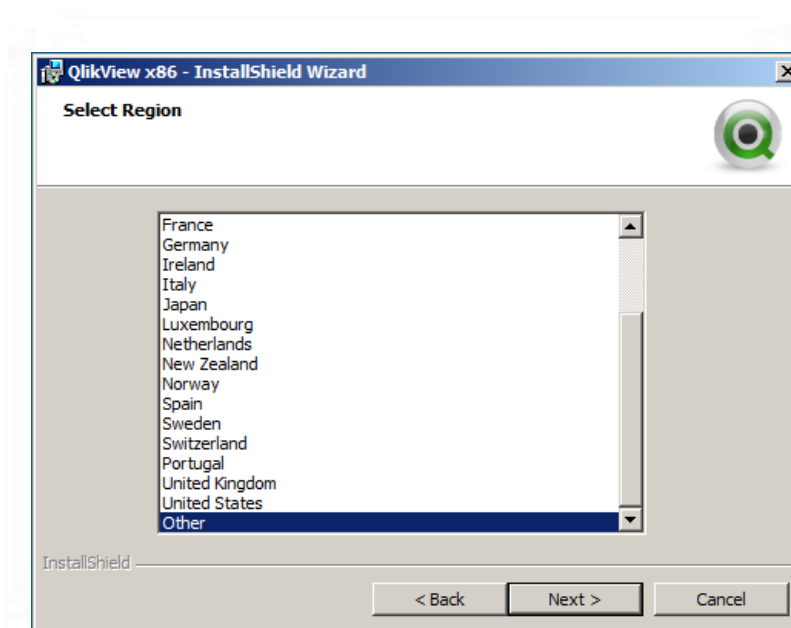 QlikView x86 - InstallShield Wizard
Select Region
France
Germany
Ireland
Italy
Japan
Luxembourg
Netherlands
New Zealand
Norway
Spain
Sweden
Switzerland
Portugal
United Kingdom
United States
Other
InstallShield
< Back Next > Cancel